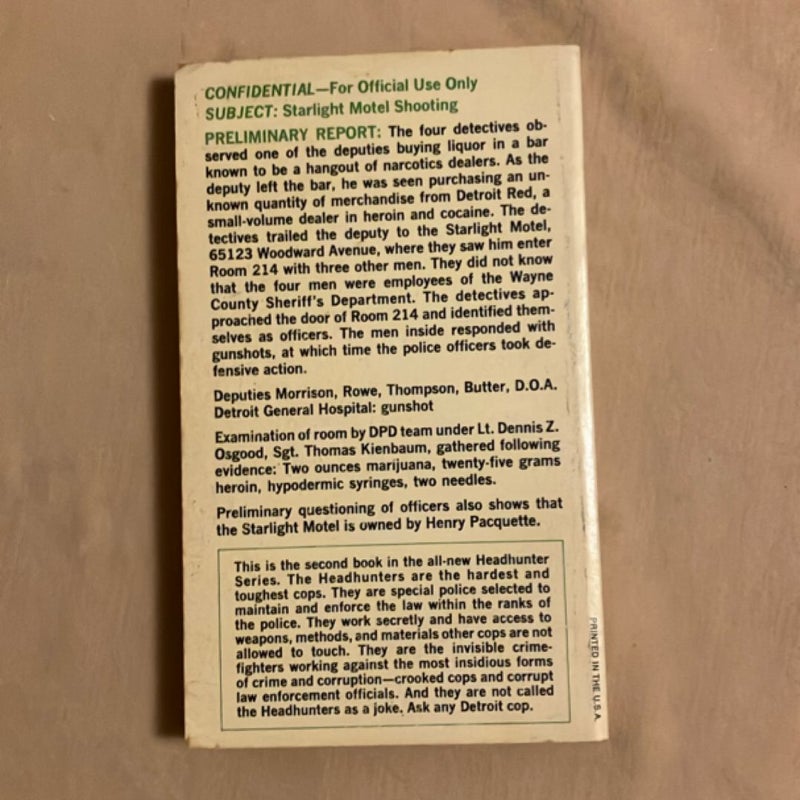 CONFIDENTIAL—For Official Use Only
SUBJECT: Starlight Motel Shooting
PRELIMINARY REPORT: The four detectives ob-
served one of the deputies buying liquor in a bar
known to be a hangout of narcotics dealers. As the
deputy left the bar, he was seen purchasing an un-
known quantity of merchandise from Detroit Red, a
small-volume dealer in heroin and cocaine. The de-
tectives trailed the deputy to the Starlight Motel,
65123 Woodward Avenue, where they saw him enter
Room 214 with three other men. They did not know
that the four men were employees of the Wayne
County Sheriff's Department. The detectives ap-
proached the door of Room 214 and identified them-
selves as officers. The men inside responded with
gunshots, at which time the police officers took de-
fensive action.
Deputies Morrison, Rowe, Thompson, Butter, D.O.A.
Detroit General Hospital: gunshot
Examination of room by DPD team under Lt. Dennis Z.
Osgood, Sgt. Thomas Kienbaum, gathered following
evidence: Two ounces marijuana, twenty-five grams
heroin, hypodermic syringes, two needles.
Preliminary questioning of officers also shows that
the Starlight Motel is owned by Henry Pacquette.
This is the second book in the all-new Headhunter
Series. The Headhunters are the hardest and
toughest cops. They are special police selected to
maintain and enforce the law within the ranks of
the police. They work secretly and have access to
weapons, methods, and materials other cops are not
allowed to touch. They are the invisible crime-
fighters working against the most insidious forms
of crime and corruption—crooked cops and corrupt
law enforcement officials. And they are not called
the Headhunters as a joke. Ask any Detroit cop.
PRINTED IN THE U.S.A.